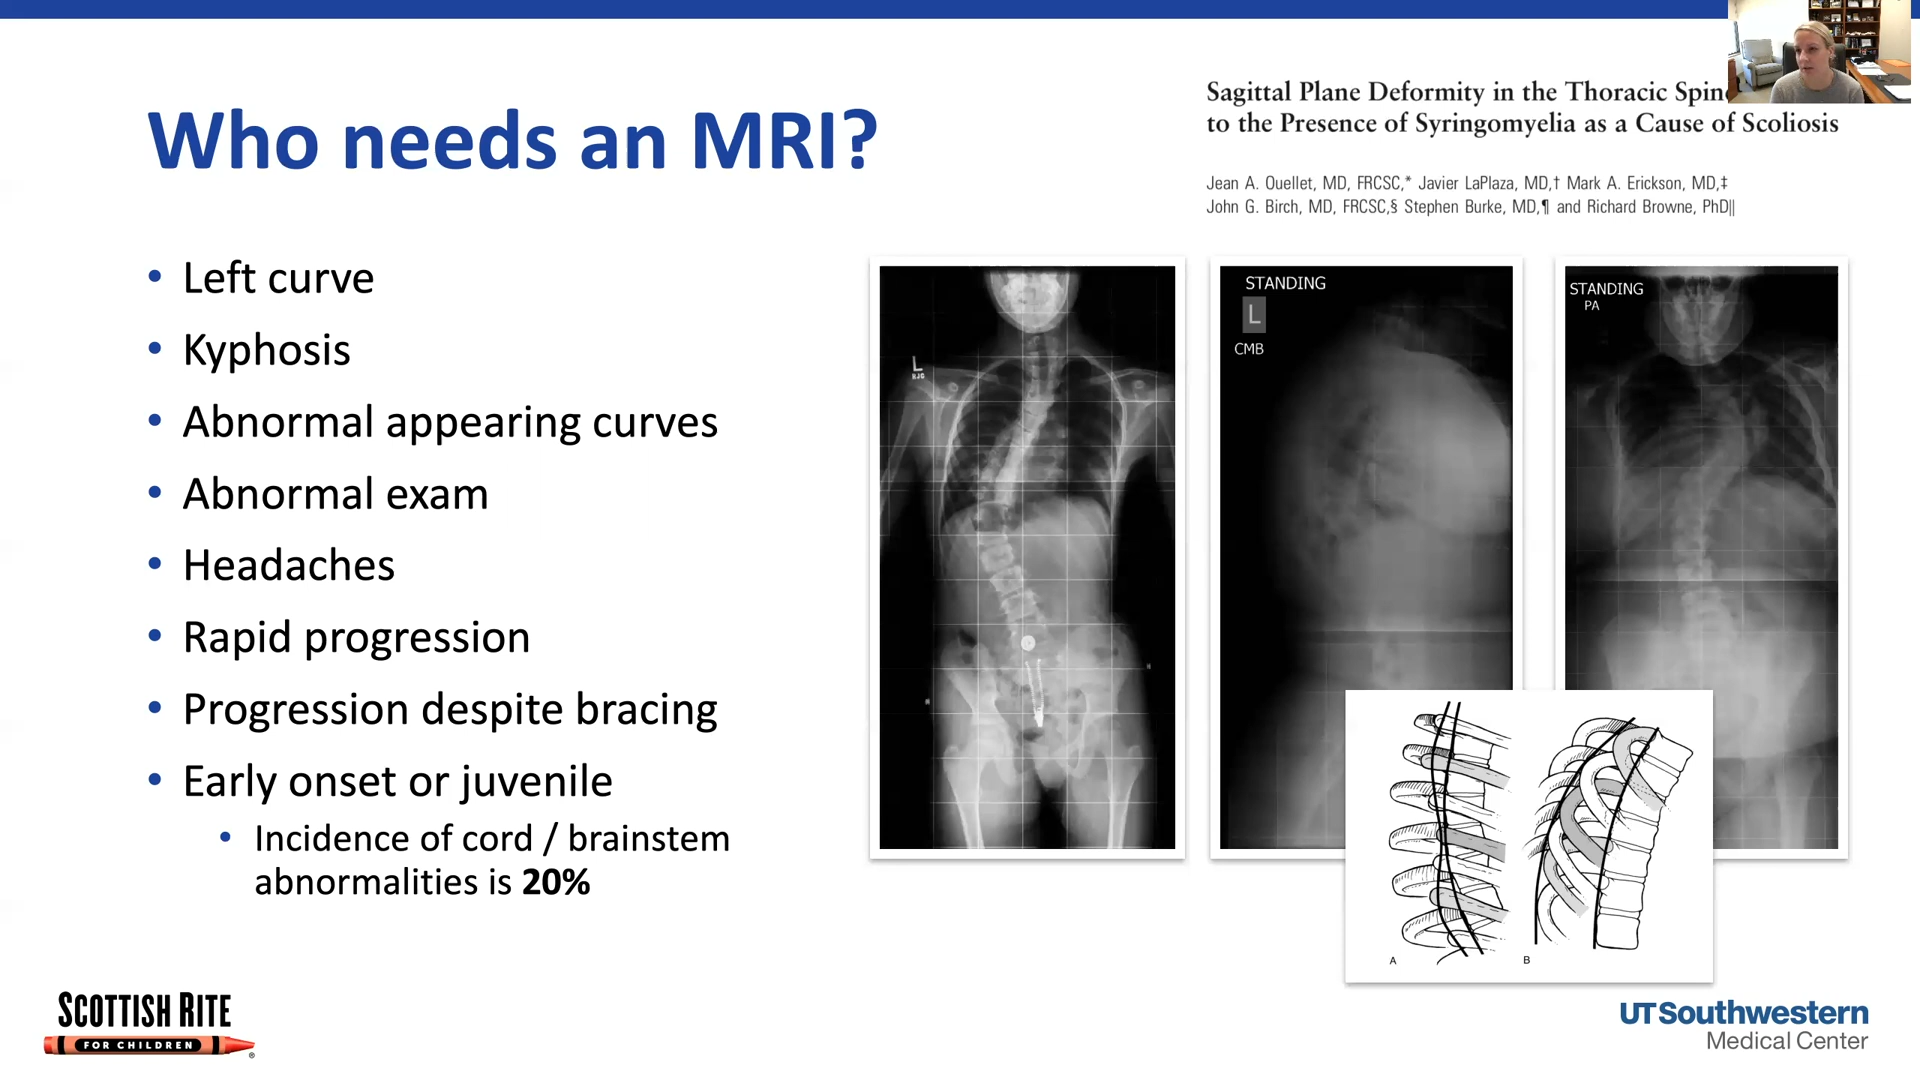 Who needs an MRI?
Sagittal Plane Deformity in the Thoracic Spine
to the Presence of Syringomyelia as a Cause of Scoliosis
Jean A. Ouellet, MD, FRCSC,* Javier LaPlaza, MD,† Mark A. Erickson, MD,‡
John G. Birch, MD, FRCSC,§ Stephen Burke, MD,¶ and Richard Browne, PhD||
• Left curve
• Kyphosis
• Abnormal appearing curves
• Abnormal exam
• Headaches
• Rapid progression
• Progression despite bracing
• Early onset or juvenile
• Incidence of cord / brainstem
abnormalities is 20%
L
RJG
STANDING
L
CMB
STANDING
PA
A
B
SCOTTISH RITE
FOR CHILDREN
®
UTSouthwestern
Medical Center